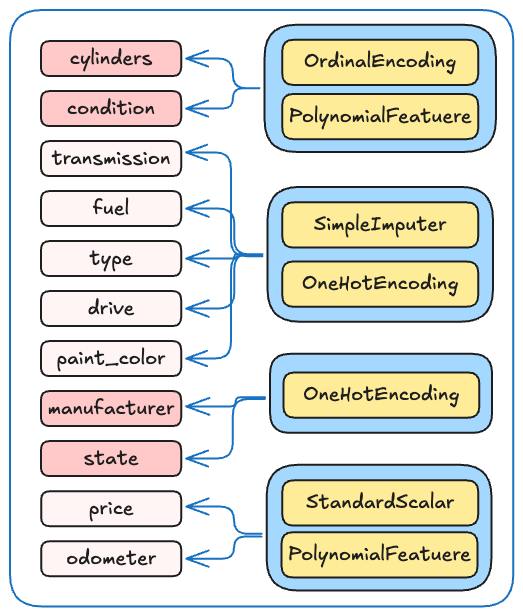 cylinders
condition
transmission
fuel
type
drive
paint_color
manufacturer
state
price
odometer
OrdinalEncoding
PolynomialFeatuere
SimpleImputer
OneHotEncoding
OneHotEncoding
StandardScalar
PolynomialFeatuere